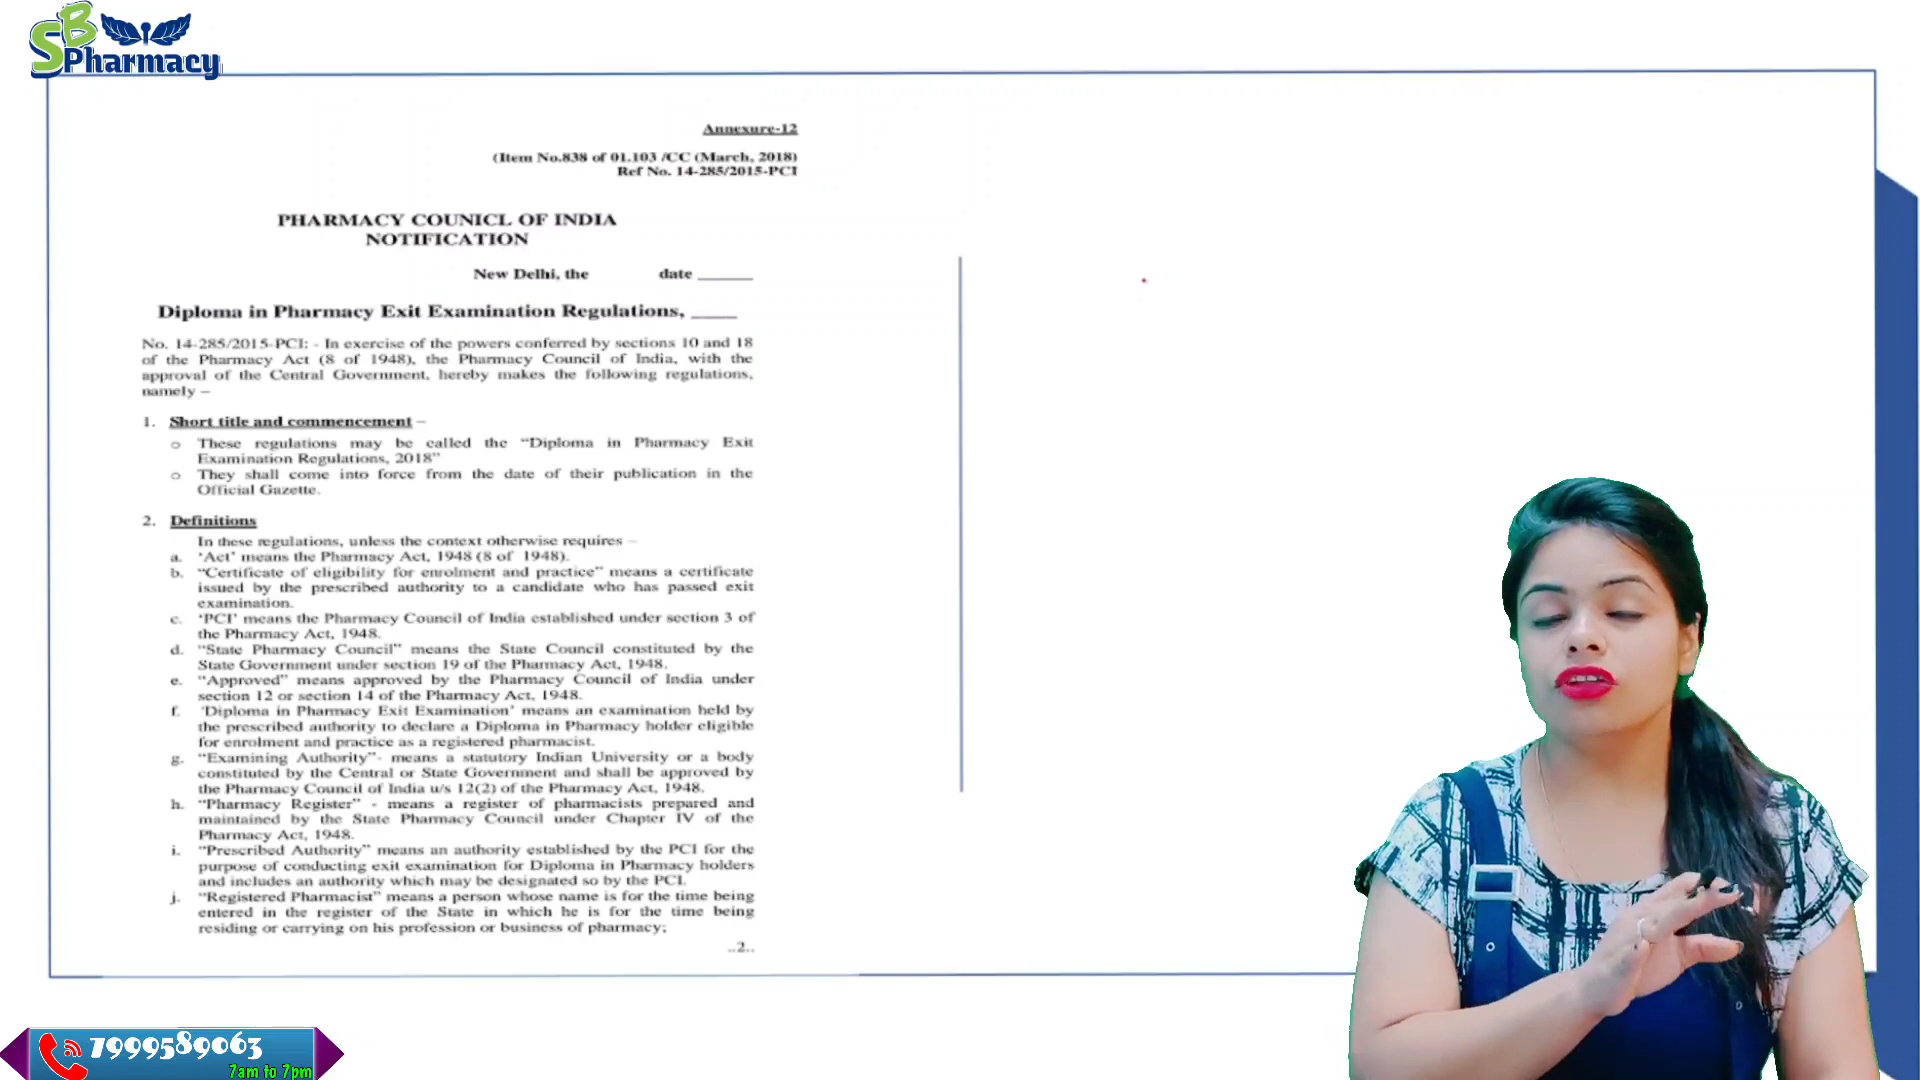 SB
Pharmacy
Annexure-12
(Item No.838 of 01.103 /CC (March, 2018)
Ref No. 14-285/2015-PCI
PHARMACY COUNICL OF INDIA
NOTIFICATION
New Delhi, the date ______
Diploma in Pharmacy Exit Examination Regulations, ____
No. 14-285/2015-PCI: - In exercise of the powers conferred by sections 10 and 18
of the Pharmacy Act (8 of 1948), the Pharmacy Council of India, with the
approval of the Central Government, hereby makes the following regulations,
namely –
1. Short title and commencement –
o These regulations may be called the “Diploma in Pharmacy Exit
Examination Regulations, 2018”
o They shall come into force from the date of their publication in the
Official Gazette.
2. Definitions
In these regulations, unless the context otherwise requires –
a. ‘Act’ means the Pharmacy Act, 1948 (8 of 1948).
b. “Certificate of eligibility for enrolment and practice” means a certificate
issued by the prescribed authority to a candidate who has passed exit
examination.
c. ‘PCI’ means the Pharmacy Council of India established under section 3 of
the Pharmacy Act, 1948.
d. “State Pharmacy Council” means the State Council constituted by the
State Government under section 19 of the Pharmacy Act, 1948.
e. “Approved” means approved by the Pharmacy Council of India under
section 12 or section 14 of the Pharmacy Act, 1948.
f. ‘Diploma in Pharmacy Exit Examination’ means an examination held by
the prescribed authority to declare a Diploma in Pharmacy holder eligible
for enrolment and practice as a registered pharmacist.
g. “Examining Authority”- means a statutory Indian University or a body
constituted by the Central or State Government and shall be approved by
the Pharmacy Council of India u/s 12(2) of the Pharmacy Act, 1948.
h. “Pharmacy Register” - means a register of pharmacists prepared and
maintained by the State Pharmacy Council under Chapter IV of the
Pharmacy Act, 1948.
i. “Prescribed Authority” means an authority established by the PCI for the
purpose of conducting exit examination for Diploma in Pharmacy holders
and includes an authority which may be designated so by the PCI.
j. “Registered Pharmacist” means a person whose name is for the time being
entered in the register of the State in which he is for the time being
residing or carrying on his profession or business of pharmacy;
..2..
7999589063
7am to 7pm